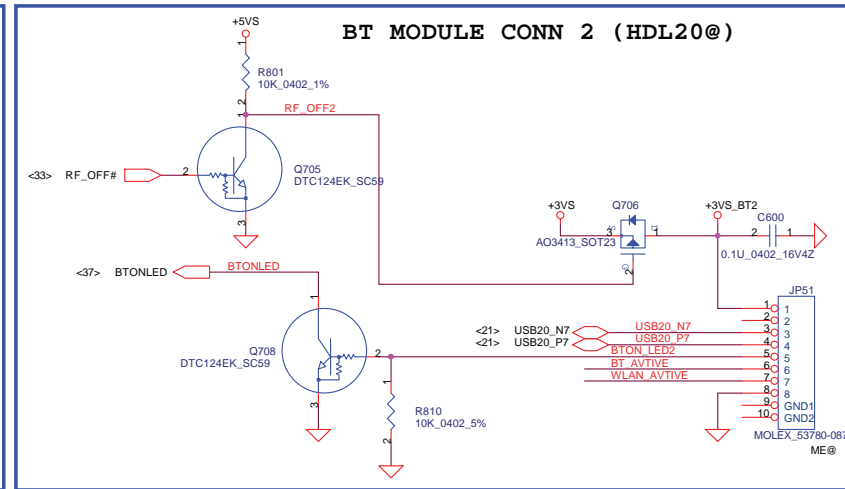 BT MODULE CONN 2 (HDL20@)
+5VS
1
R801
10K_0402_1%
2
RF_OFF2
1
<33> RF_OFF#
2
Q705
DTC124EK_SC59
3
+3VS
Q706
+3VS_BT2
C600
S
D
3
1
2
1
AO3413_SOT23
G
2
0.1U_0402_16V4Z
<37> BTONLED
BTONLED
1
Q708
DTC124EK_SC59
2
3
1
R810
10K_0402_5%
2
JP51
1 1
2 2
<21> USB20_N7 USB20_N7 3 3
<21> USB20_P7 USB20_P7 4 4
BTON_LED2 5 5
BT_AVTIVE 6 6
WLAN_AVTIVE 7 7
8 8
9 GND1
10 GND2
MOLEX_53780-087
ME@